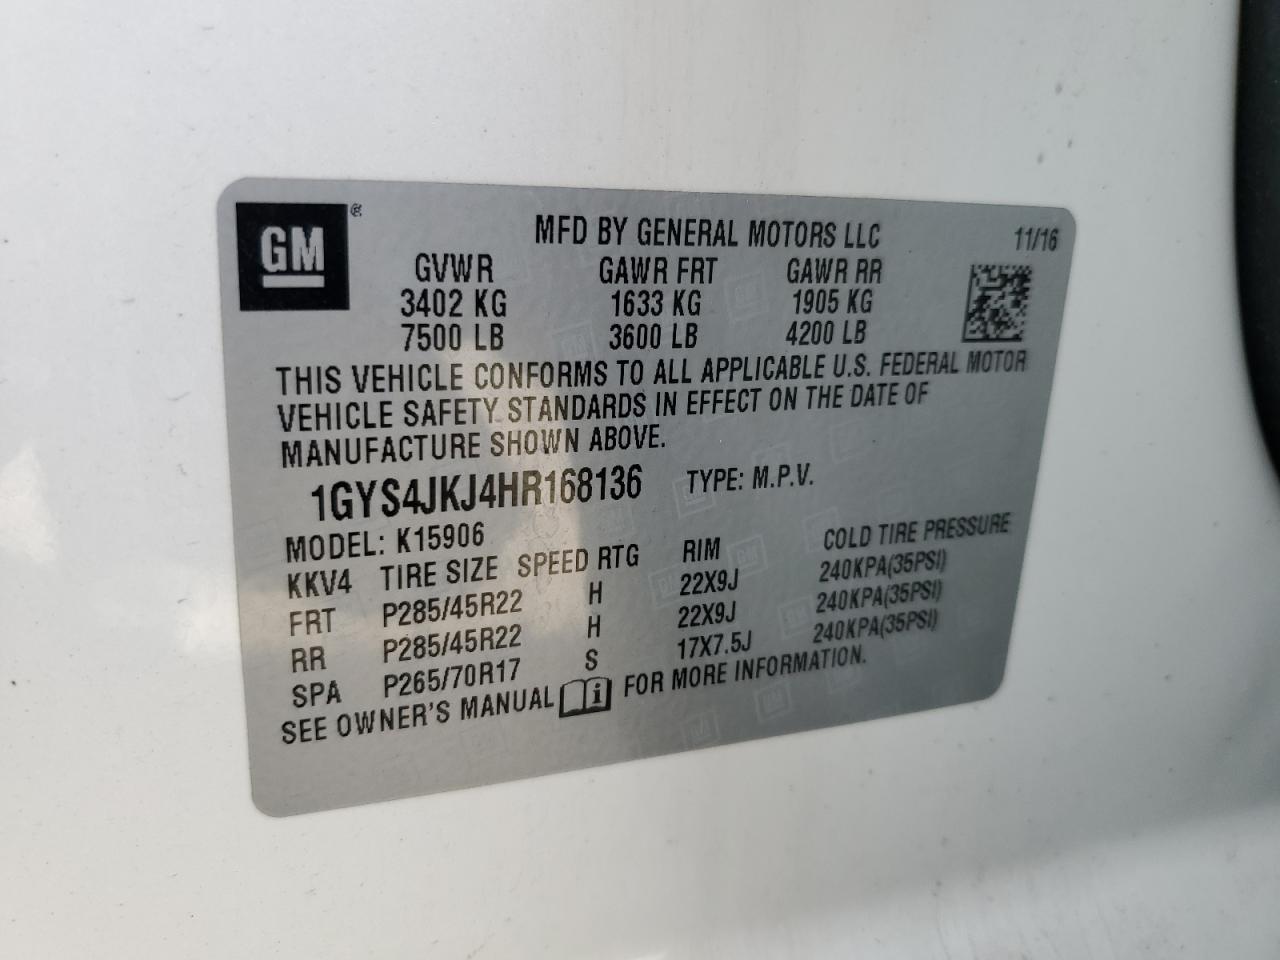 GM ®
MFD BY GENERAL MOTORS LLC 11/16
GVWR GAWR FRT GAWR RR
3402 KG 1633 KG 1905 KG
7500 LB 3600 LB 4200 LB
THIS VEHICLE CONFORMS TO ALL APPLICABLE U.S. FEDERAL MOTOR
VEHICLE SAFETY STANDARDS IN EFFECT ON THE DATE OF
MANUFACTURE SHOWN ABOVE.
1GYS4JKJ4HR168136 TYPE: M.P.V.
MODEL: K15906
KKV4 TIRE SIZE SPEED RTG RIM COLD TIRE PRESSURE
FRT P285/45R22 H 22X9J 240KPA(35PSI)
RR P285/45R22 H 22X9J 240KPA(35PSI)
SPA P265/70R17 S 17X7.5J 240KPA(35PSI)
SEE OWNER'S MANUAL i FOR MORE INFORMATION.